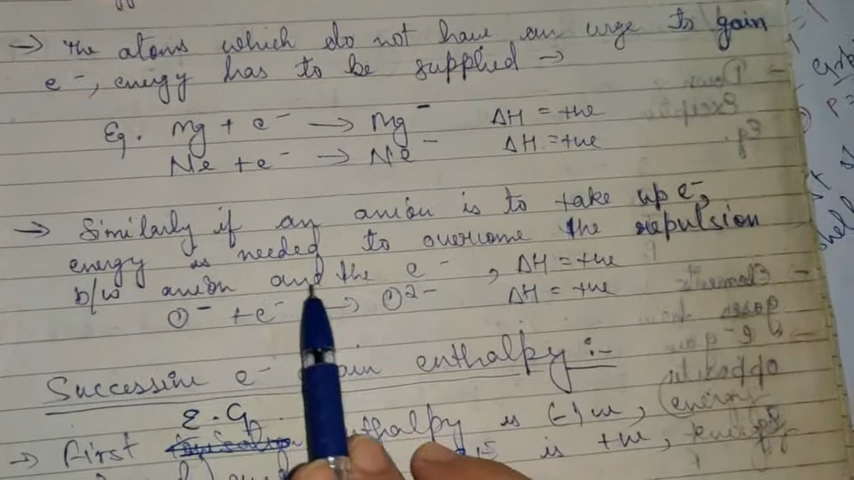 → The atoms which do not have an urge to gain
e⁻, energy has to be supplied →
Eg. Mg + e⁻ → Mg⁻ ΔH = +ve
Ne + e⁻ → Ne⁻ ΔH = +ve
→ Similarly if an anion is to take up e⁻,
energy is needed to overcome the repulsion
b/w anion and the e⁻, ΔH = +ve
O⁻ + e⁻ → O²⁻ ΔH = +ve
Successive e⁻ gain enthalpy :-
→ First e.g enthalpy is (-)ve, energy
is +ve,